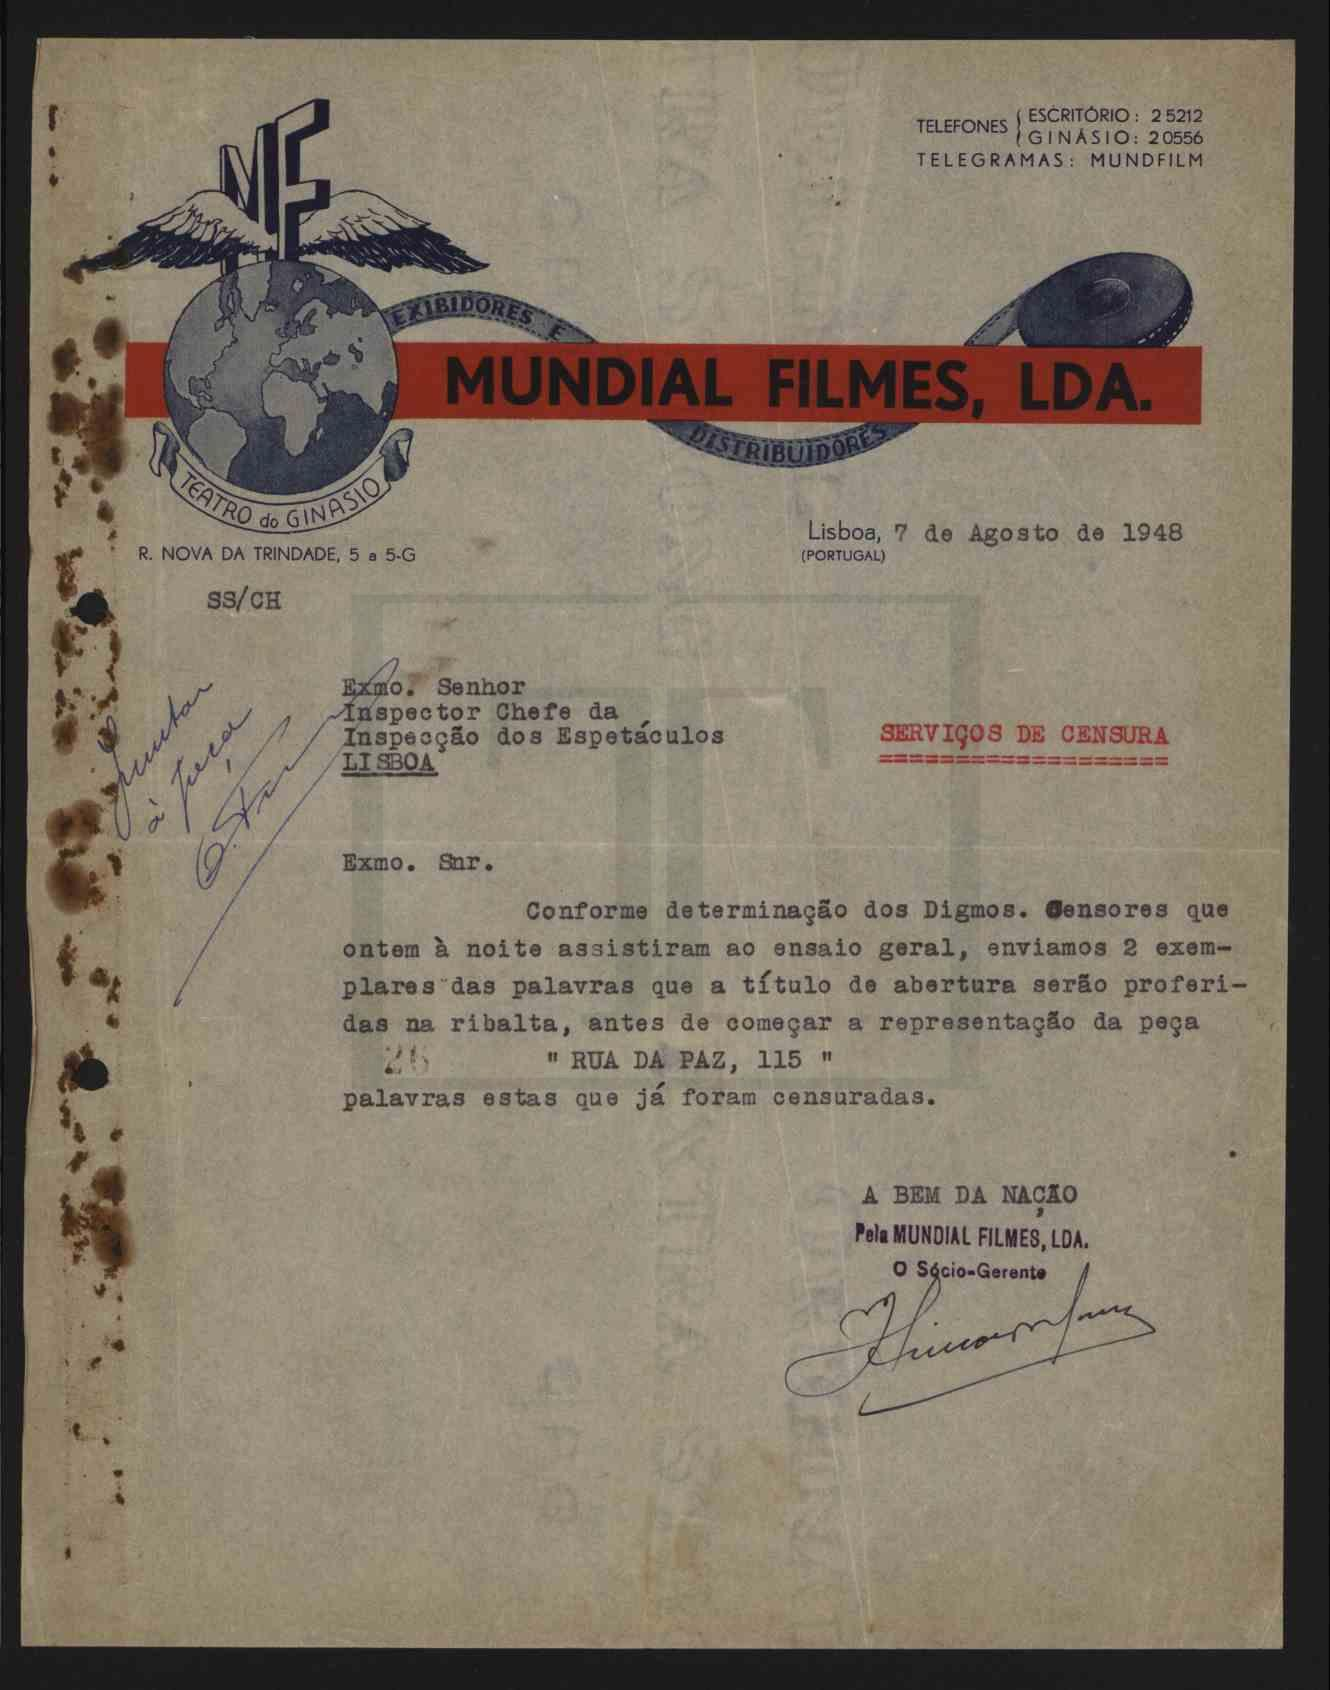 TELEFONES { ESCRITÓRIO : 25212
GINÁSIO: 20556
TELEGRAMAS: MUNDFILM
MF
EXIBIDORES E
MUNDIAL FILMES, LDA.
DISTRIBUIDORES
TEATRO do GINASIO
R. NOVA DA TRINDADE, 5 a 5-G
Lisboa, 7 de Agosto de 1948
(PORTUGAL)
SS/CH
Juntar
à peça
Exmo. Senhor
Inspector Chefe da
Inspecção dos Espetáculos
LISBOA
SERVIÇOS DE CENSURA
===================
Exmo. Snr.
Conforme determinação dos Digmos. Censores que
ontem à noite assistiram ao ensaio geral, enviamos 2 exem-
plares das palavras que a título de abertura serão proferi-
das na ribalta, antes de começar a representação da peça
26 " RUA DA PAZ, 115 "
palavras estas que já foram censuradas.
A BEM DA NAÇÃO
Pela MUNDIAL FILMES, LDA.
O Sócio-Gerente